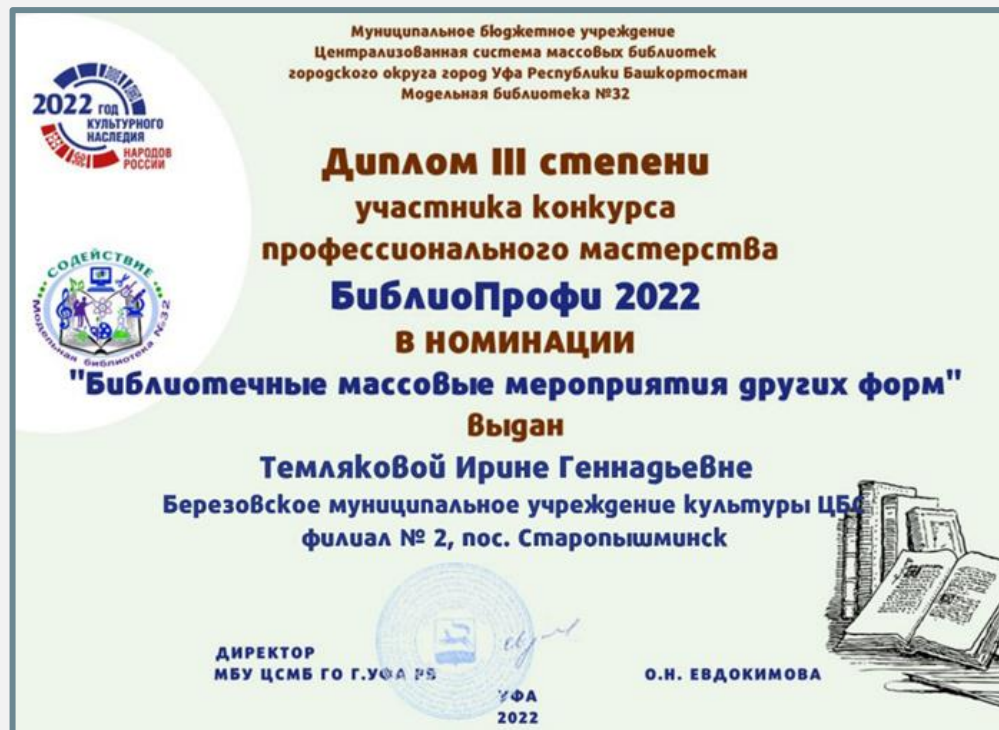 Муниципальное бюджетное учреждение
Централизованная система массовых библиотек
городского округа город Уфа Республики Башкортостан
Модельная библиотека №32
2022 ГОД
КУЛЬТУРНОГО
НАСЛЕДИЯ
НАРОДОВ
РОССИИ
Диплом III степени
участника конкурса
профессионального мастерства
СОДЕЙСТВИЕ
Модельная библиотека №32
БиблиоПрофи 2022
в номинации
"Библиотечные массовые мероприятия других форм"
выдан
Темляковой Ирине Геннадьевне
Березовское муниципальное учреждение культуры ЦБС
филиал № 2, пос. Старопышминск
ДИРЕКТОР
МБУ ЦСМБ ГО Г.УФА РБ
О.Н. ЕВДОКИМОВА
УФА
2022